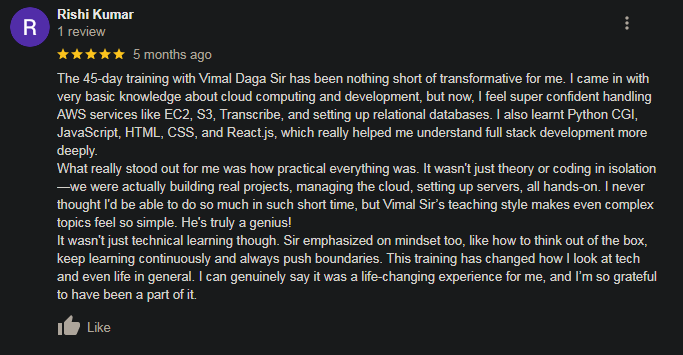 R
Rishi Kumar
1 review
5 months ago
The 45-day training with Vimal Daga Sir has been nothing short of transformative for me. I came in with
very basic knowledge about cloud computing and development, but now, I feel super confident handling
AWS services like EC2, S3, Transcribe, and setting up relational databases. I also learnt Python CGI,
JavaScript, HTML, CSS, and React.js, which really helped me understand full stack development more
deeply.
What really stood out for me was how practical everything was. It wasn't just theory or coding in isolation
—we were actually building real projects, managing the cloud, setting up servers, all hands-on. I never
thought I'd be able to do so much in such short time, but Vimal Sir’s teaching style makes even complex
topics feel so simple. He's truly a genius!
It wasn't just technical learning though. Sir emphasized on mindset too, like how to think out of the box,
keep learning continuously and always push boundaries. This training has changed how I look at tech
and even life in general. I can genuinely say it was a life-changing experience for me, and I’m so grateful
to have been a part of it.
Like